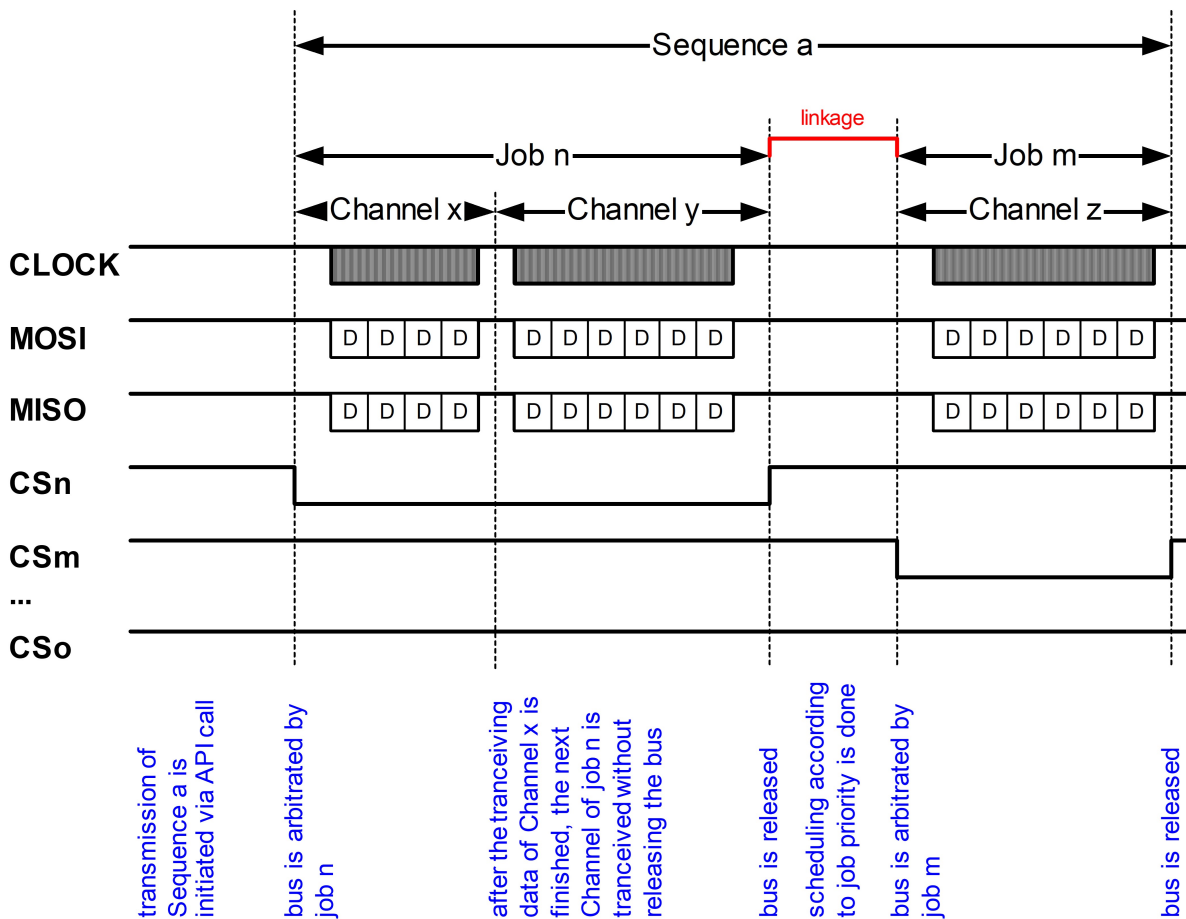 Sequence a
linkage
Job n
Job m
Channel x
Channel y
Channel z
CLOCK
MOSI
D D D D
D D D D D D
D D D D D D
MISO
D D D D
D D D D D D
D D D D D D
CSn
CSm
...
CSo
transmission of
Sequence a is
initiated via API call
bus is arbitrated by
job n
after the tranceiving
data of Channel x is
finished, the next
Channel of job n is
tranceived without
releasing the bus
bus is released
scheduling according
to job priority is done
bus is arbitrated by
job m
bus is released